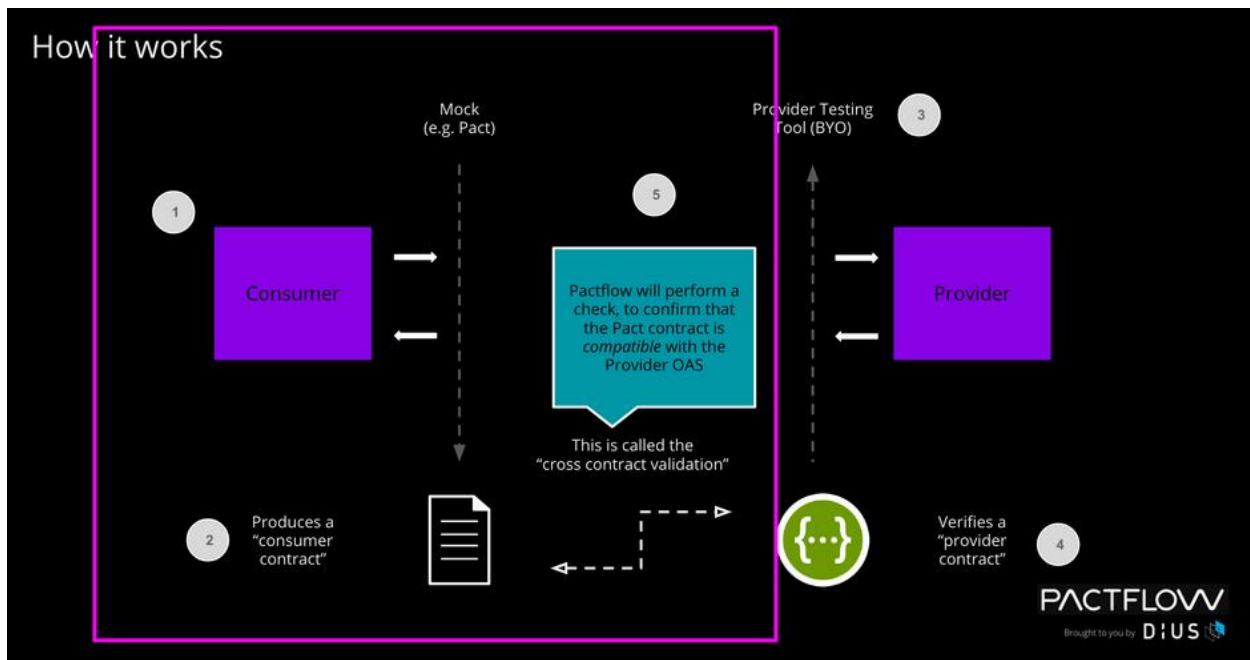 How it works
Mock
(e.g. Pact)
Provider Testing
Tool (BYO)
3
1
5
Consumer
Pactflow will perform a
check, to confirm that
the Pact contract is
compatible with the
Provider OAS
Provider
This is called the
“cross contract validation”
2
Produces a
“consumer
contract”
{···}
Verifies a
“provider
contract”
4
PACTFLOW
Brought to you by DiUS